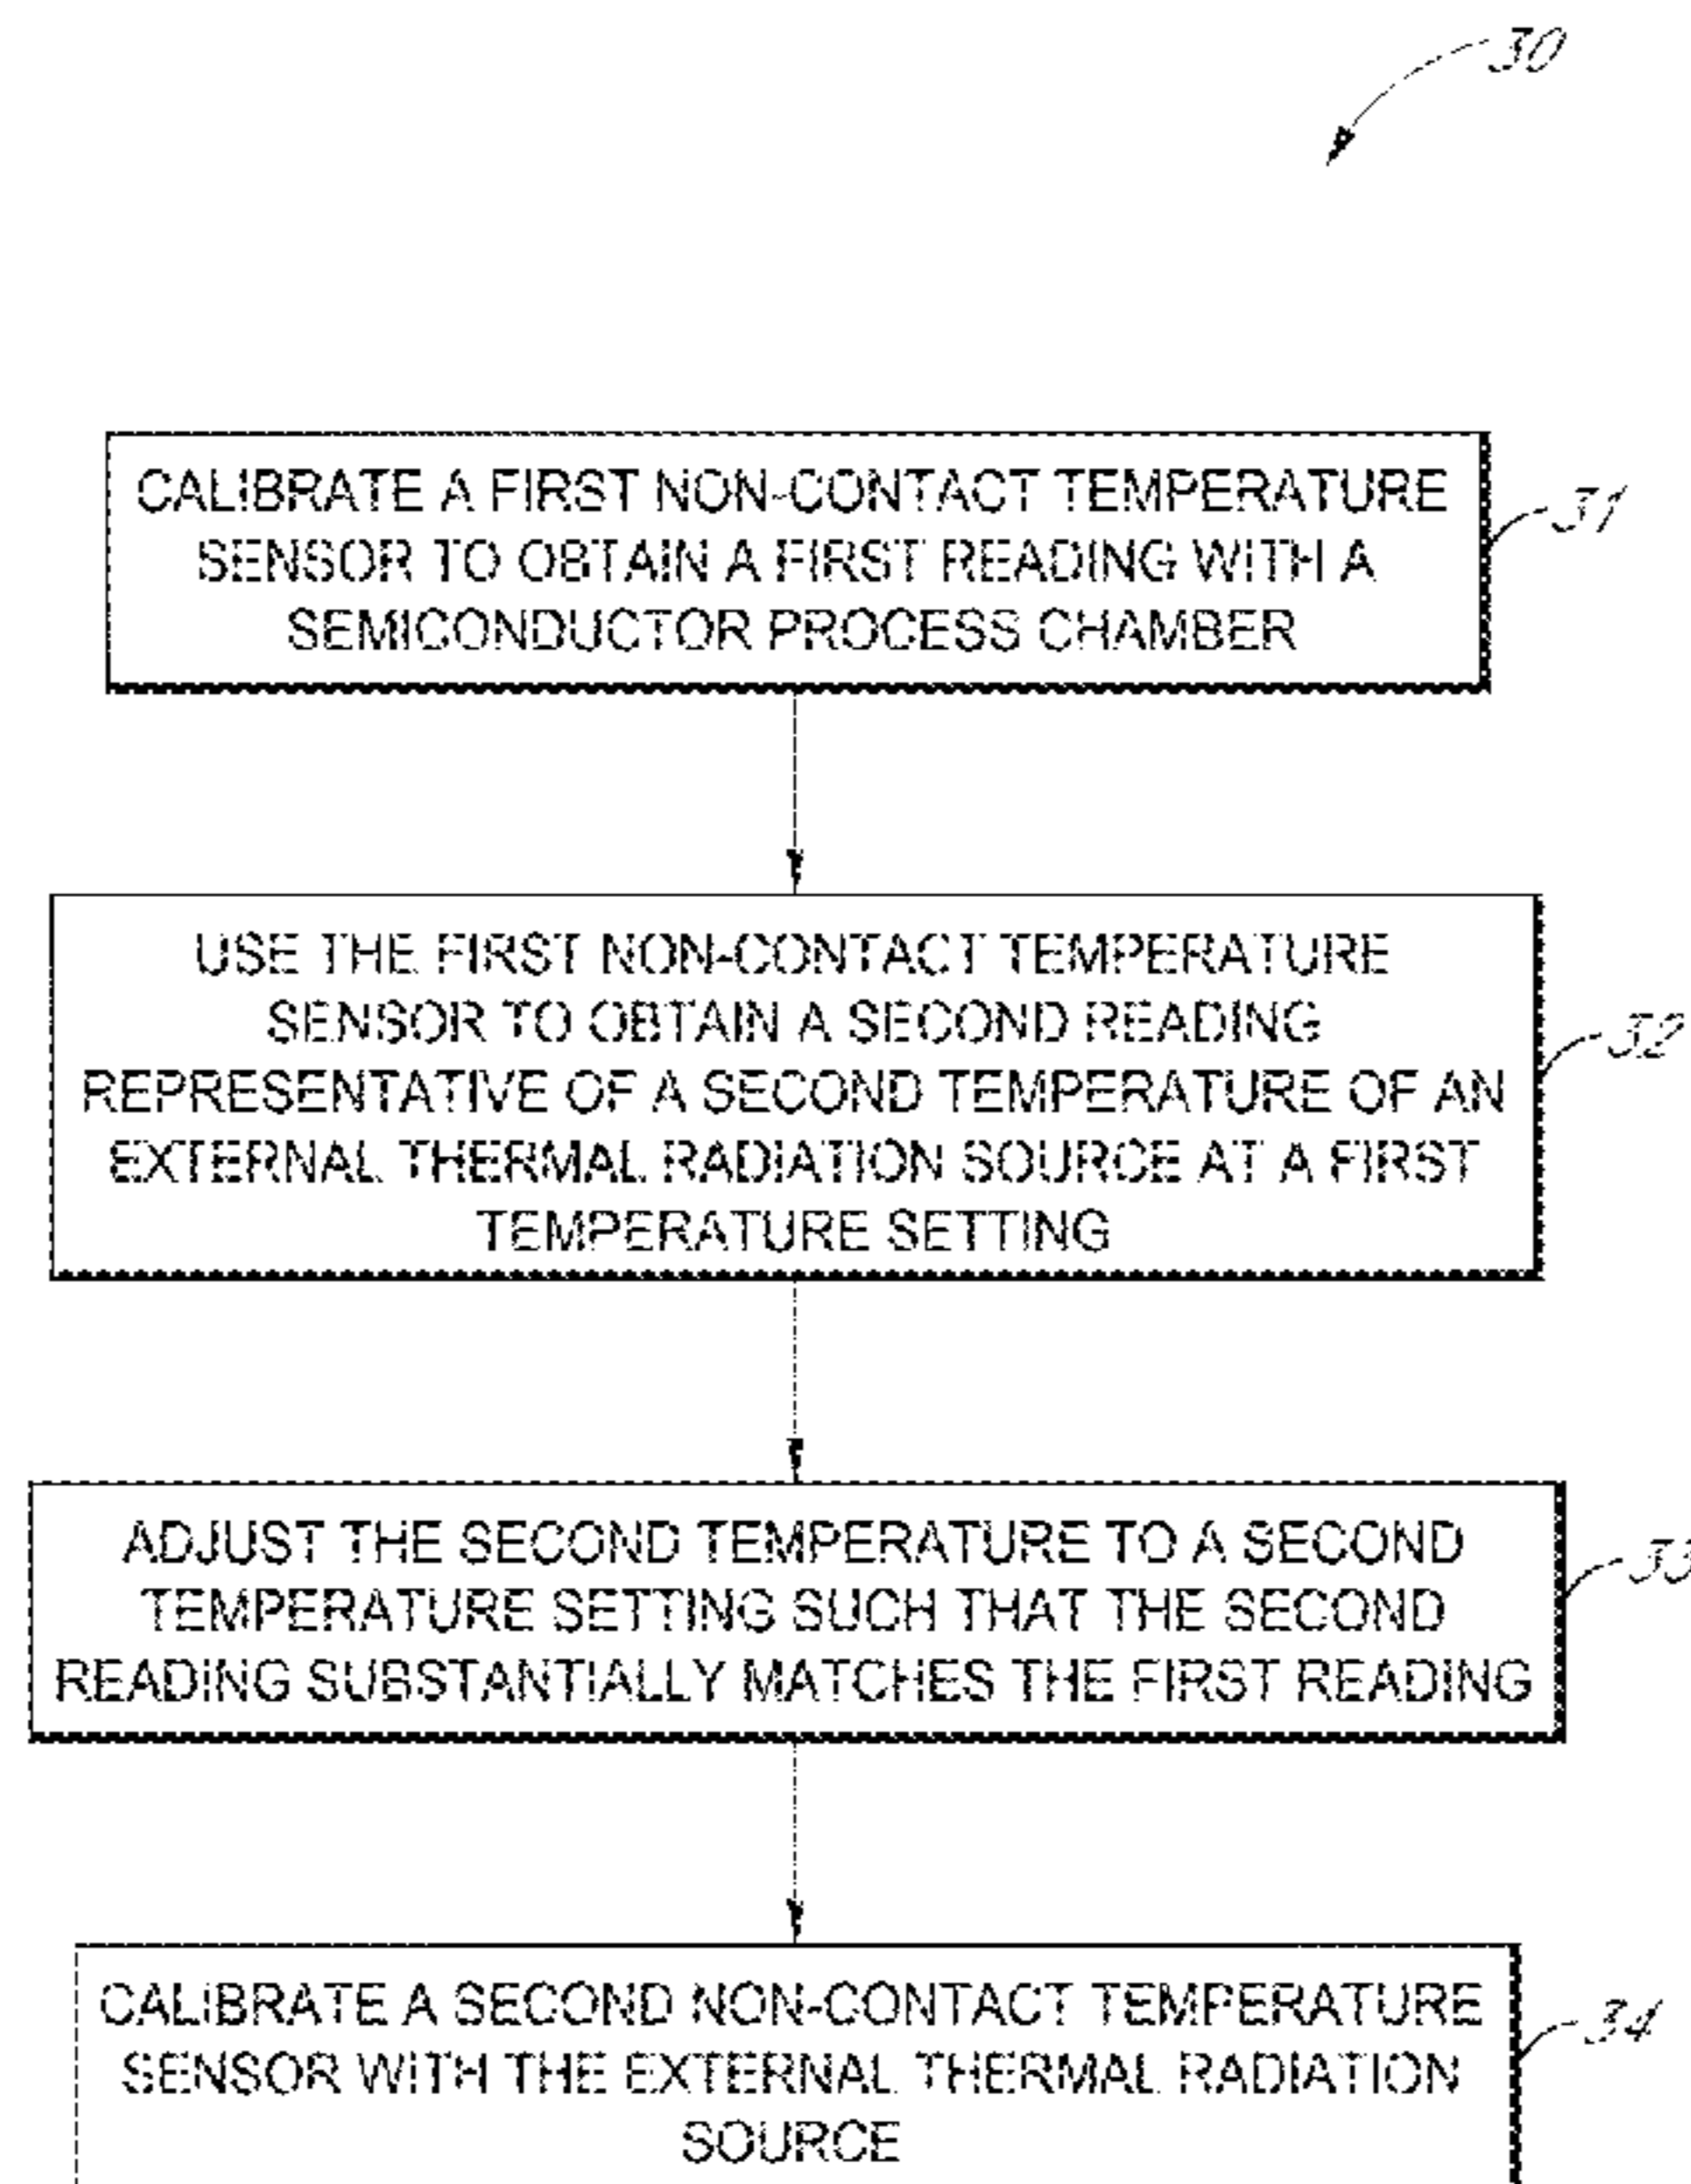 30
CALIBRATE A FIRST NON-CONTACT TEMPERATURE
SENSOR TO OBTAIN A FIRST READING WITH A
SEMICONDUCTOR PROCESS CHAMBER
31
USE THE FIRST NON-CONTACT TEMPERATURE
SENSOR TO OBTAIN A SECOND READING
REPRESENTATIVE OF A SECOND TEMPERATURE OF AN
EXTERNAL THERMAL RADIATION SOURCE AT A FIRST
TEMPERATURE SETTING
32
ADJUST THE SECOND TEMPERATURE TO A SECOND
TEMPERATURE SETTING SUCH THAT THE SECOND
READING SUBSTANTIALLY MATCHES THE FIRST READING
33
CALIBRATE A SECOND NON-CONTACT TEMPERATURE
SENSOR WITH THE EXTERNAL THERMAL RADIATION
SOURCE
34